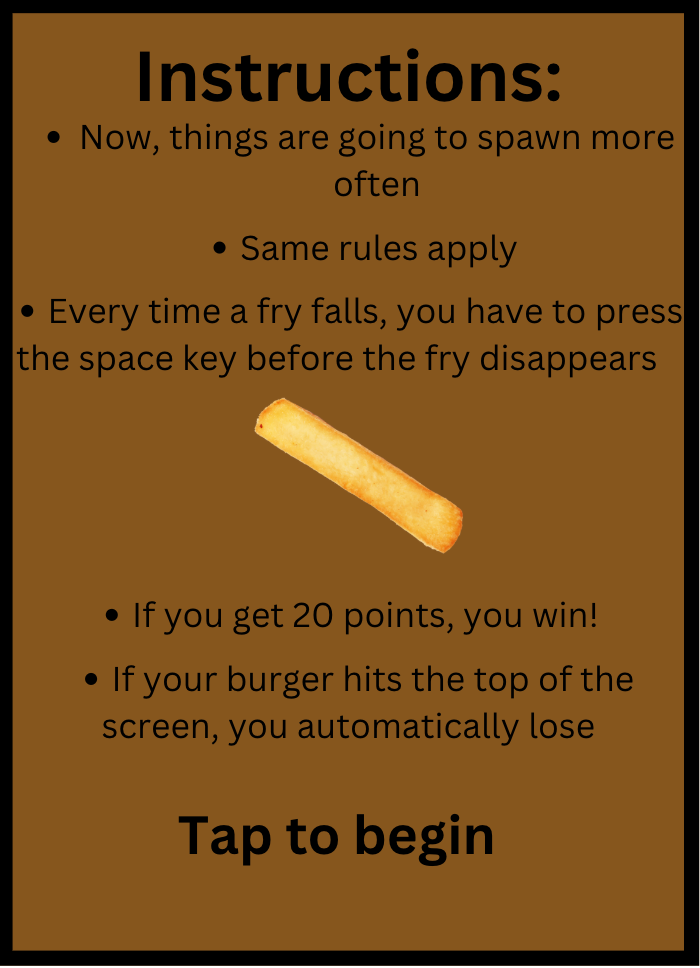 Instructions:
• Now, things are going to spawn more
often
• Same rules apply
• Every time a fry falls, you have to press
the space key before the fry disappears
• If you get 20 points, you win!
• If your burger hits the top of the
screen, you automatically lose
Tap to begin